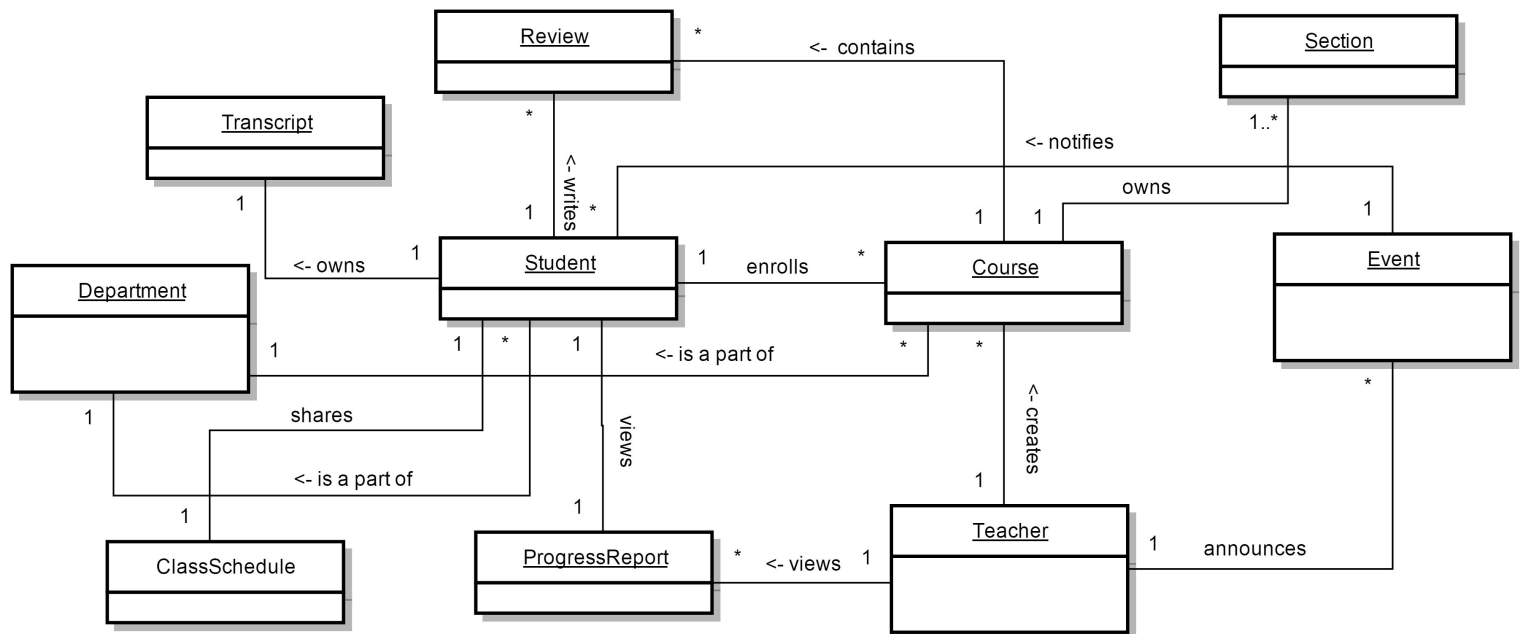 Review
*
<- contains
Section
Transcript
*
1..*
<- notifies
<- writes
owns
1
1
*
1
1
1
<- owns
1
Student
1
enrolls
*
Course
Event
Department
1
<- is a part of
1
*
1
*
*
*
1
shares
views
<- creates
<- is a part of
1
1
1
ClassSchedule
ProgressReport
*
<- views
1
Teacher
1
announces